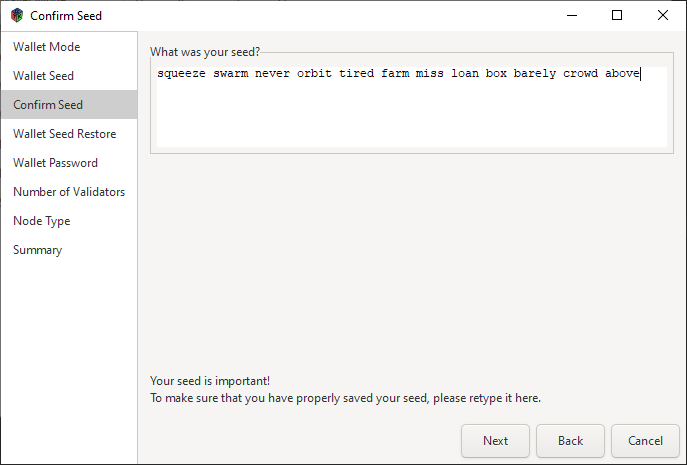 Confirm Seed
Wallet Mode
Wallet Seed
Confirm Seed
Wallet Seed Restore
Wallet Password
Number of Validators
Node Type
Summary
What was your seed?
squeeze swarm never orbit tired farm miss loan box barely crowd above
Your seed is important!
To make sure that you have properly saved your seed, please retype it here.
Next
Back
Cancel